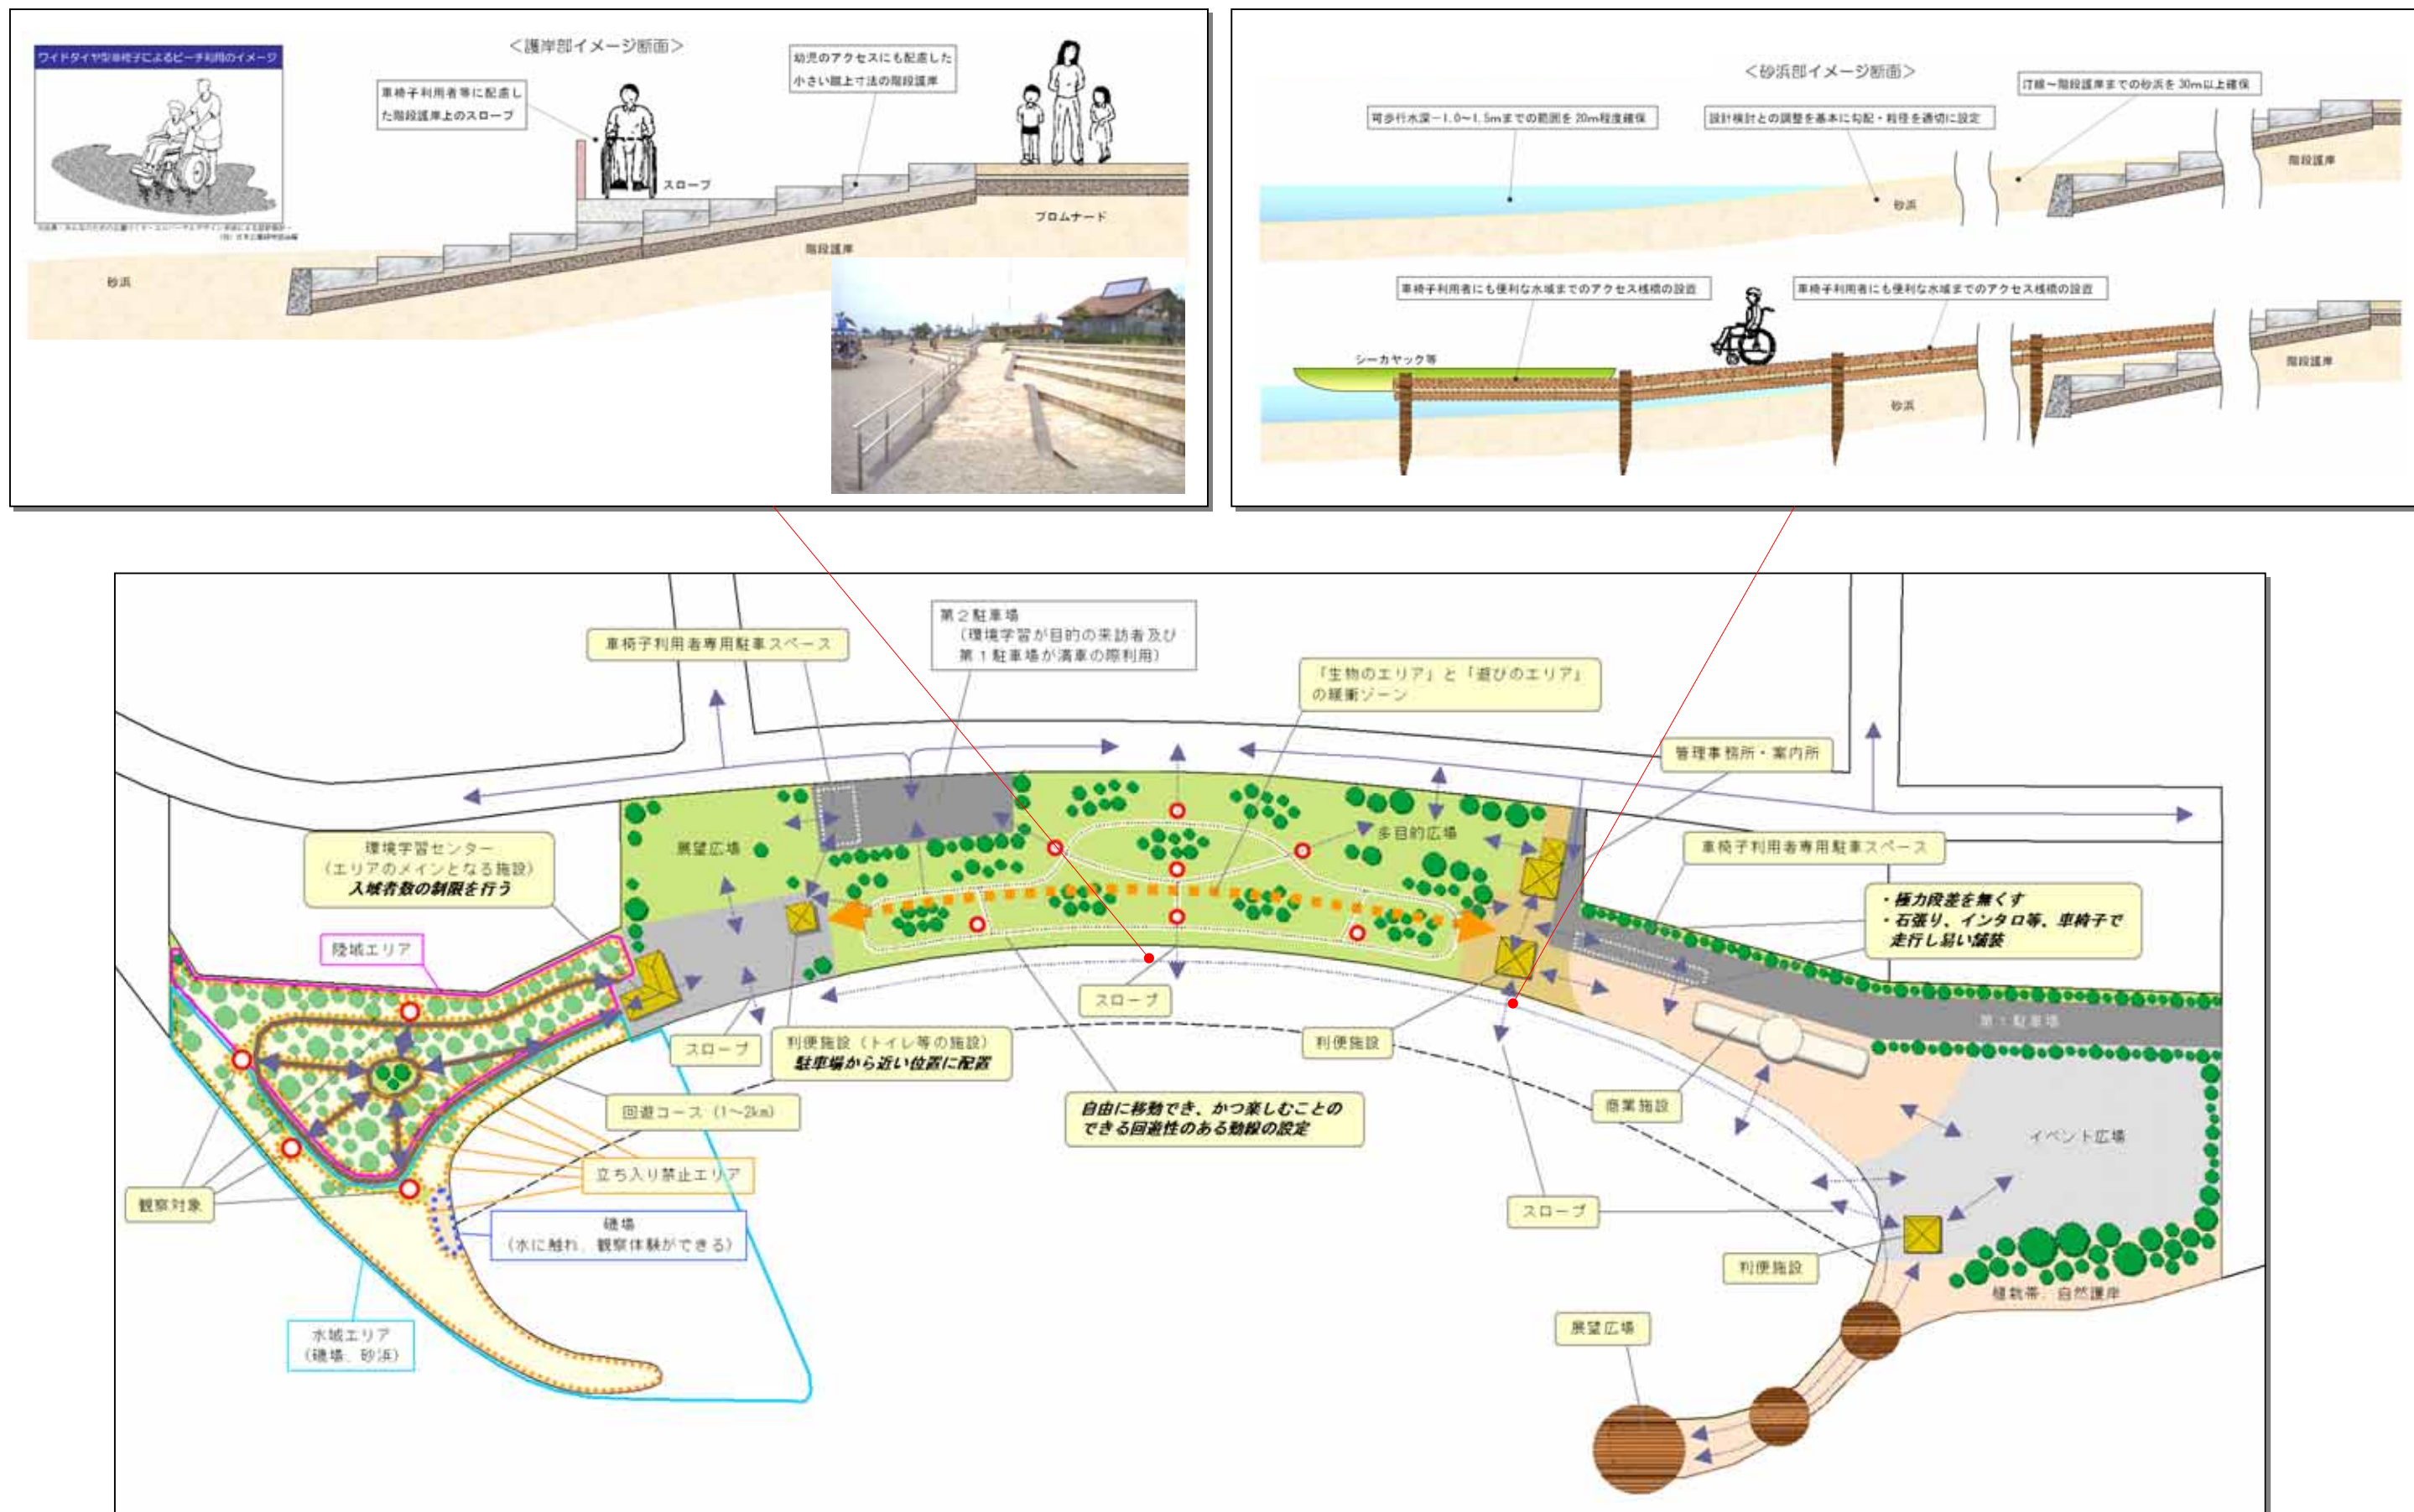 ワイドタイヤ型車椅子によるビーチ利用のイメージ
＜護岸部イメージ断面＞
車椅子利用者等に配慮し
た階段護岸上のスロープ
幼児のアクセスにも配慮した
小さい蹴上寸法の階段護岸
スロープ
プロムナード
階段護岸
砂浜
＜砂浜部イメージ断面＞
可歩行水深－1.0～1.5mまでの範囲を20m程度確保
設計検討との調整を基本に勾配・粒径を適切に設定
汀線～階段護岸までの砂浜を30m以上確保
階段護岸
砂浜
車椅子利用者にも便利な水域までのアクセス桟橋の設置
車椅子利用者にも便利な水域までのアクセス桟橋の設置
シーカヤック等
階段護岸
砂浜
車椅子利用者専用駐車スペース
第２駐車場
（環境学習が目的の来訪者及び
第１駐車場が満車の際利用）
「生物のエリア」と「遊びのエリア」
の緩衝ゾーン
管理事務所・案内所
環境学習センター
（エリアのメインとなる施設）
入域者数の制限を行う
展望広場
多目的広場
車椅子利用者専用駐車スペース
・極力段差を無くす
・石張り、インタロ等、車椅子で
走行し易い舗装
陸域エリア
スロープ
第１駐車場
スロープ
利便施設（トイレ等の施設）
駐車場から近い位置に配置
利便施設
回遊コース（1～2km）
自由に移動でき、かつ楽しむことの
できる回遊性のある動線の設定
商業施設
イベント広場
立ち入り禁止エリア
観察対象
スロープ
磯場
（水に触れ、観察体験ができる）
利便施設
植栽帯、自然護岸
水域エリア
（磯場、砂浜）
展望広場